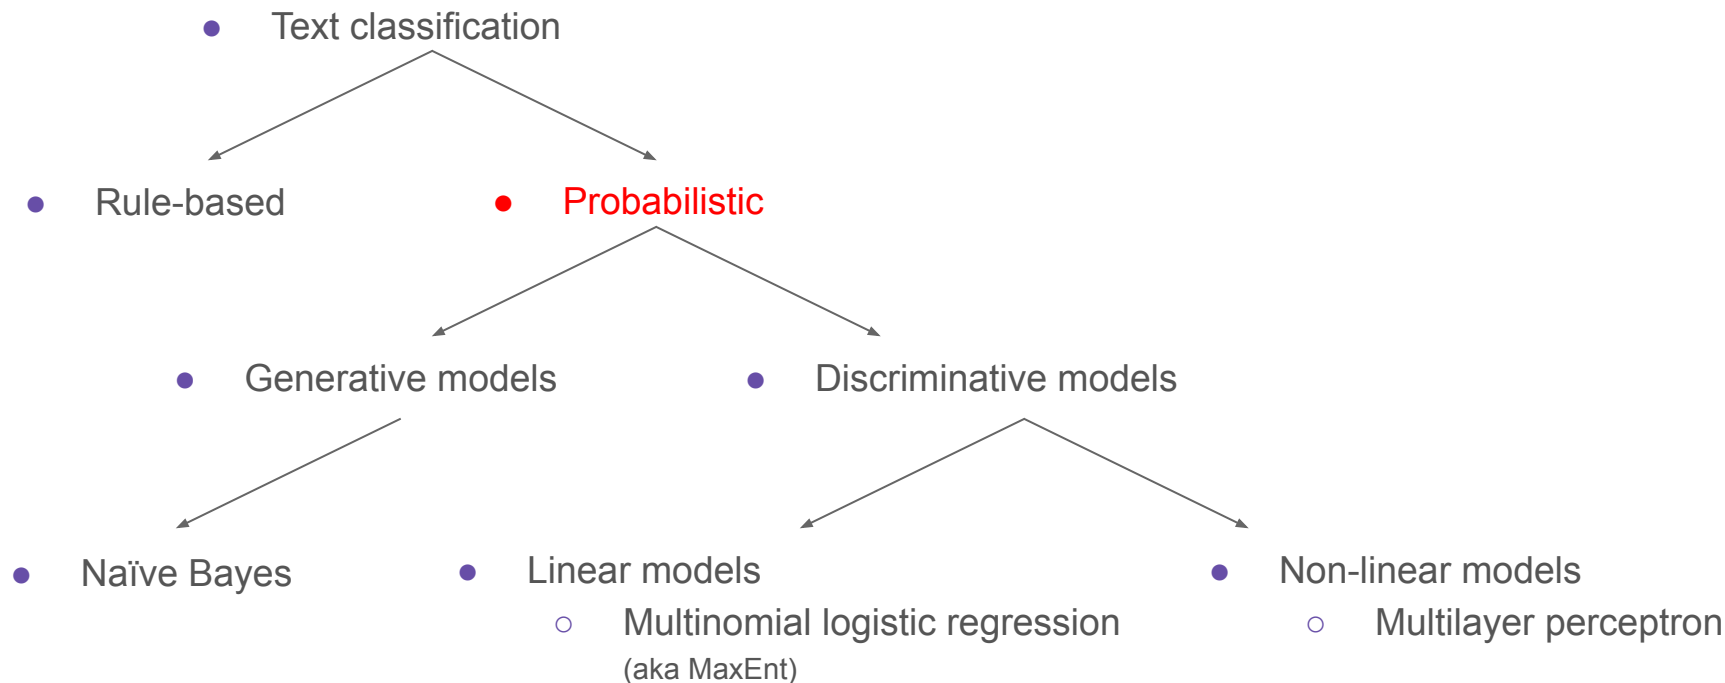 Text classification
Rule-based
Probabilistic
Generative models
Discriminative models
Naïve Bayes
Linear models
Multinomial logistic regression
(aka MaxEnt)
Non-linear models
Multilayer perceptron